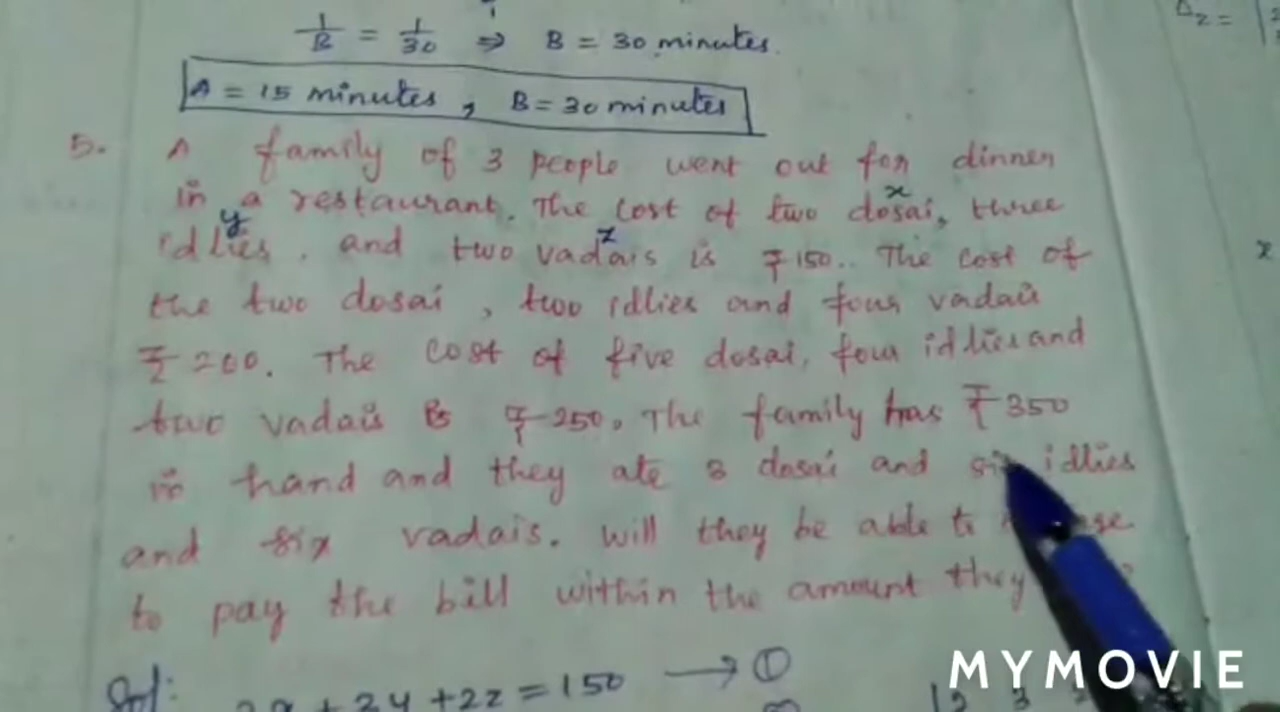 1/B = 1/30 ⇒ B = 30 minutes.
A = 15 minutes, B = 30 minutes
Δz =
5. A family of 3 people went out for dinner
in a restaurant. The cost of two dosai, three
x
y
idlies, and two vadais is ₹150.. The cost of
z
x
the two dosai, two idlies and four vadais
₹200. The cost of five dosai, four idlies and
two vadais is ₹250. The family has ₹350
in hand and they ate 3 dosai and six idlies
and six vadais. Will they be able to
to pay the bill within the amount they
Sol: + 3y + 2z = 150 → ①
MYMOVIE